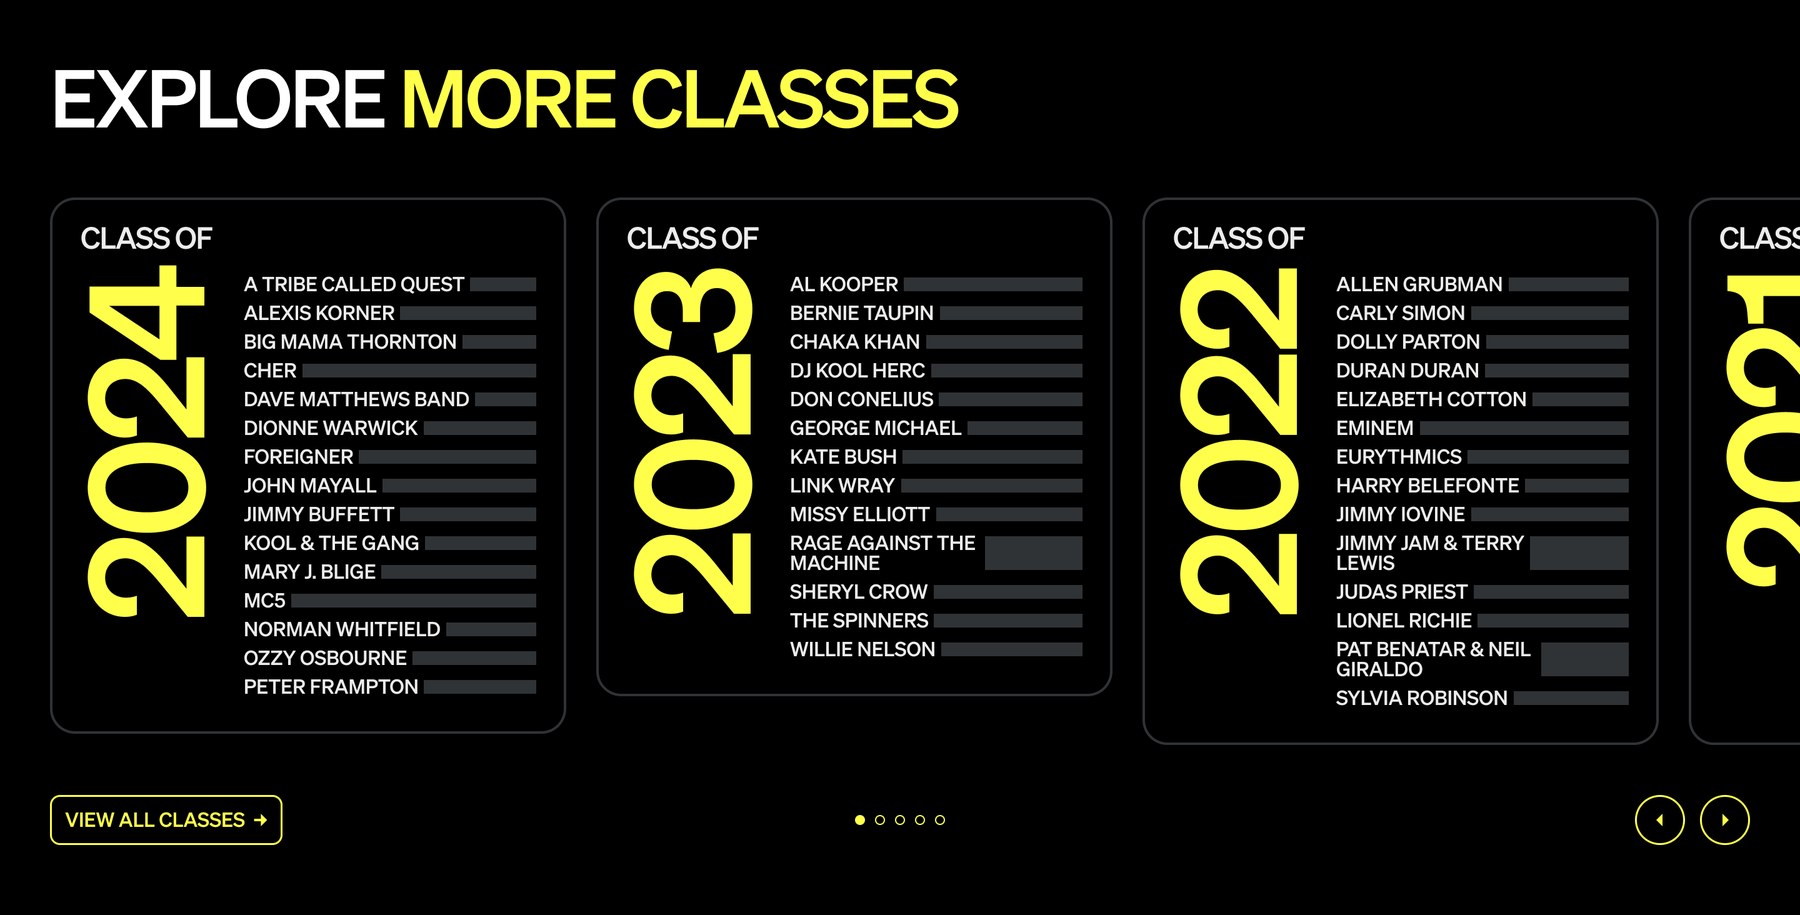 EXPLORE MORE CLASSES
CLASS OF
2024
A TRIBE CALLED QUEST
ALEXIS KORNER
BIG MAMA THORNTON
CHER
DAVE MATTHEWS BAND
DIONNE WARWICK
FOREIGNER
JOHN MAYALL
JIMMY BUFFETT
KOOL & THE GANG
MARY J. BLIGE
MC5
NORMAN WHITFIELD
OZZY OSBOURNE
PETER FRAMPTON
CLASS OF
2023
AL KOOPER
BERNIE TAUPIN
CHAKA KHAN
DJ KOOL HERC
DON CONELIUS
GEORGE MICHAEL
KATE BUSH
LINK WRAY
MISSY ELLIOTT
RAGE AGAINST THE
MACHINE
SHERYL CROW
THE SPINNERS
WILLIE NELSON
CLASS OF
2022
ALLEN GRUBMAN
CARLY SIMON
DOLLY PARTON
DURAN DURAN
ELIZABETH COTTON
EMINEM
EURYTHMICS
HARRY BELEFONTE
JIMMY IOVINE
JIMMY JAM & TERRY
LEWIS
JUDAS PRIEST
LIONEL RICHIE
PAT BENATAR & NEIL
GIRALDO
SYLVIA ROBINSON
CLASS
2021
VIEW ALL CLASSES →